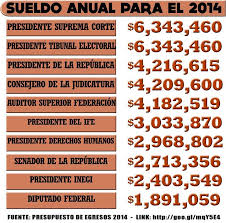 SUELDO ANUAL PARA EL 2014
PRESIDENTE SUPREMA CORTE $6,343,460
PRESIDENTE TIBUNAL ELECTORAL $6,343,460
PRESIDENTE DE LA REPÚBLICA $4,216,615
CONSEJERO DE LA JUDICATURA $4,209,600
AUDITOR SUPERIOR FEDERACIÓN $4,182,519
PRESIDENTE DEL IFE $3,033,870
PRESIDENTE DERECHOS HUMANOS $2,968,802
SENADOR DE LA REPÚBLICA $2,713,356
PRESIDENTE INEGI $2,403,549
DIPUTADO FEDERAL $1,891,059
FUENTE: PRESUPUESTO DE EGRESOS 2014 - LINK: http://goo.gl/mqY5E4